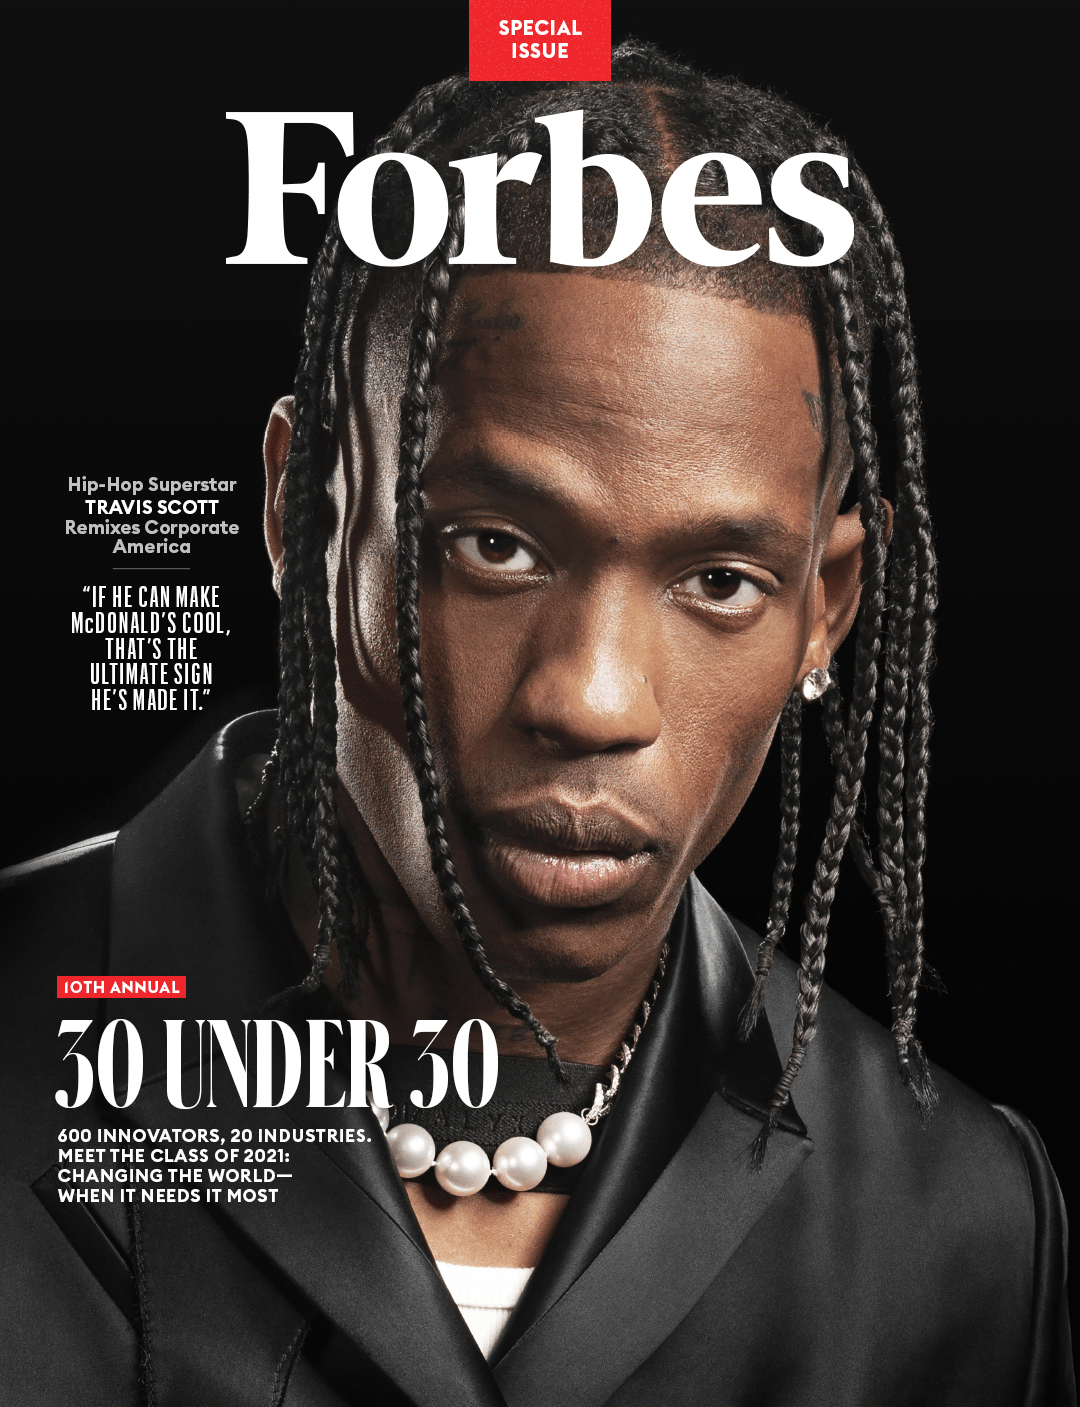 SPECIAL
ISSUE
Forbes
Hip-Hop Superstar
TRAVIS SCOTT
Remixes Corporate
America
“IF HE CAN MAKE
McDONALD’S COOL,
THAT’S THE
ULTIMATE SIGN
HE’S MADE IT.”
10TH ANNUAL
30 UNDER 30
600 INNOVATORS, 20 INDUSTRIES.
MEET THE CLASS OF 2021:
CHANGING THE WORLD—
WHEN IT NEEDS IT MOST